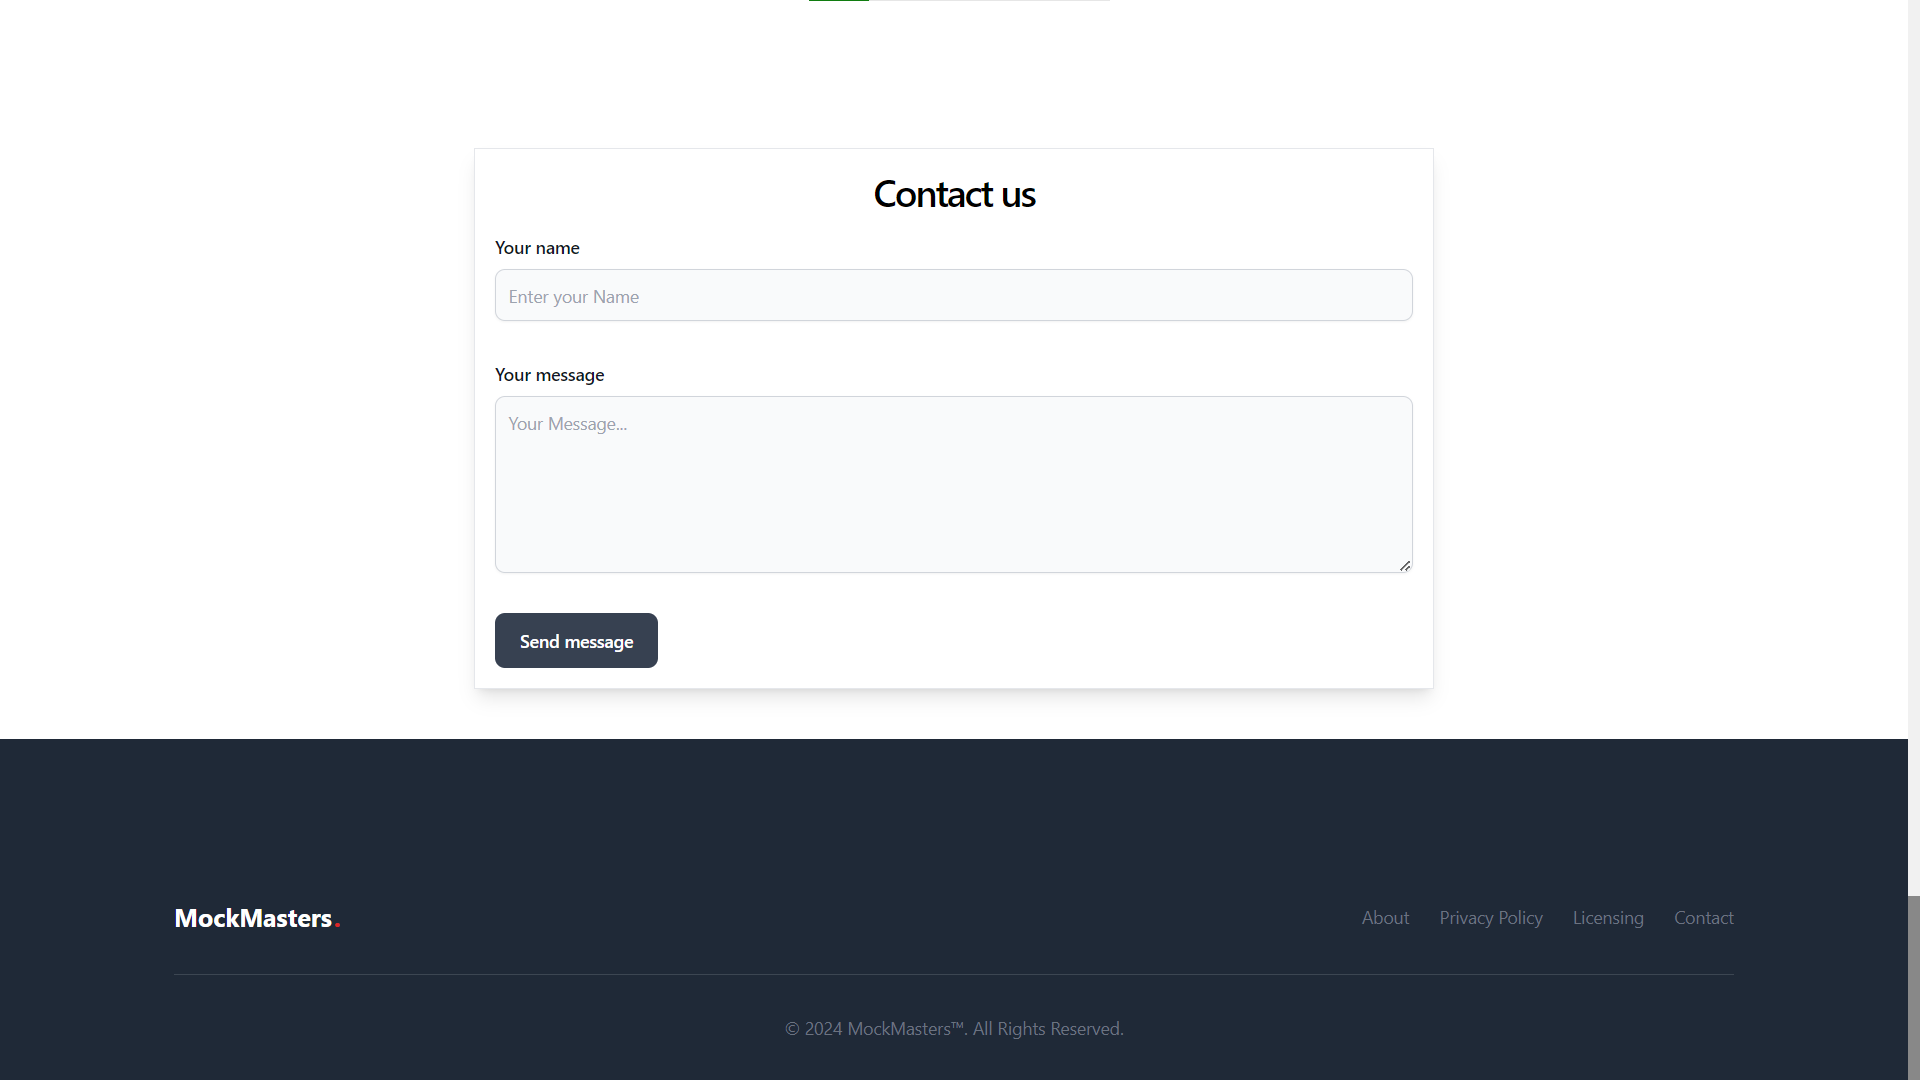 Contact us
Your name
Enter your Name
Your message
Your Message...
Send message
MockMasters.
About Privacy Policy Licensing Contact
© 2024 MockMasters™. All Rights Reserved.